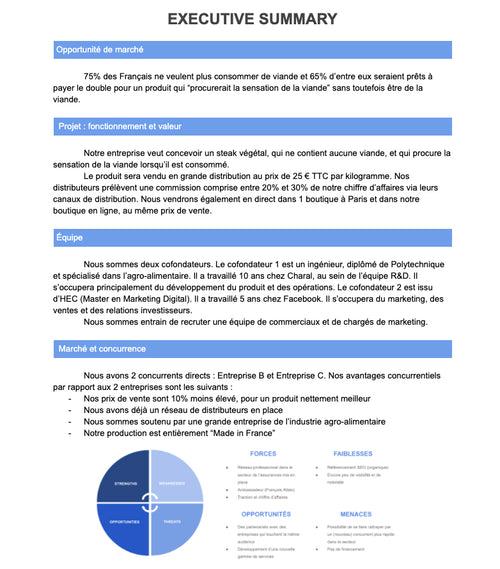 EXECUTIVE SUMMARY
Opportunité de marché
75% des Français ne veulent plus consommer de viande et 65% d'entre eux seraient prêts à
payer le double pour un produit qui "procurerait la sensation de la viande" sans toutefois être de la
viande.
Projet : fonctionnement et valeur
Notre entreprise veut concevoir un steak végétal, qui ne contient aucune viande, et qui procure la
sensation de la viande lorsqu'il est consommé.
Le produit sera vendu en grande distribution au prix de 25 € TTC par kilogramme. Nos
distributeurs prélèvent une commission comprise entre 20% et 30% de notre chiffre d'affaires via leurs
canaux de distribution. Nous vendrons également en direct dans 1 boutique à Paris et dans notre
boutique en ligne, au même prix de vente.
Équipe
Nous sommes deux cofondateurs. Le cofondateur 1 est un ingénieur, diplômé de Polytechnique
et spécialisé dans l'agro-alimentaire. Il a travaillé 10 ans chez Charal, au sein de l'équipe R&D. Il
s'occupera principalement du développement du produit et des opérations. Le cofondateur 2 est issu
d'HEC (Master en Marketing Digital). Il a travaillé 5 ans chez Facebook. Il s'occupera du marketing, des
ventes et des relations investisseurs.
Nous sommes entrain de recruter une équipe de commerciaux et de chargés de marketing.
Marché et concurrence
Nous avons 2 concurrents directs : Entreprise B et Entreprise C. Nos avantages concurrentiels
par rapport aux 2 entreprises sont les suivants :
- Nos prix de vente sont 10% moins élevé, pour un produit nettement meilleur
- Nous avons déjà un réseau de distributeurs en place
- Nous sommes soutenu par une grande entreprise de l'industrie agro-alimentaire
- Notre production est entièrement "Made in France"
STRENGTHS
WEAKNESSES
OPPORTUNITIES
THREATS
FORCES
Réseau professionnel dans le
secteur de l'assurances mis en
place
Ambassadeur (François, Alizés)
Traction et chiffre d'affaires
FAIBLESSES
Référencement SEO (organique)
Encore peu de visibilité et de
notoriété
OPPORTUNITÉS
Des partenariats avec des
entreprises qui touchent la même
audience
Développement d'une nouvelle
gamme de services
MENACES
Possibilité de se faire rattraper par
un (nouveau) concurrent plus rapide
dans le secteur
Pas de financement